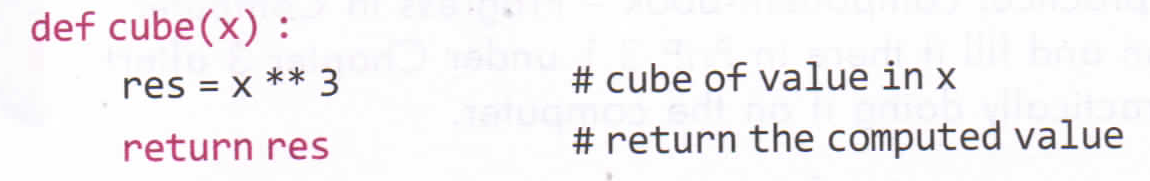 def cube(x) :
    res = x ** 3 # cube of value in x
    return res # return the computed value